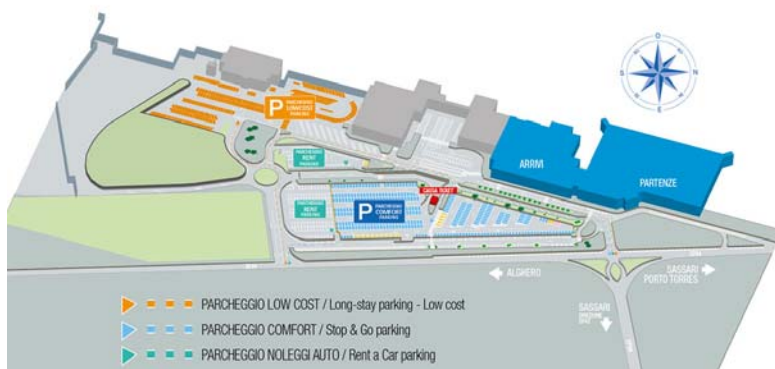 O
S
N
E
P
PARCHEGGIO
LOW COST
PARKING
PARCHEGGIO
RENT
PARKING
ARRIVI
PARTENZE
CASSA TICKET
PARCHEGGIO
RENT
PARKING
P
PARCHEGGIO
COMFORT
PARKING
ALGHERO
SASSARI
PORTO TORRES
SASSARI
PARCHEGGIO LOW COST / Long-stay parking - Low cost
PARCHEGGIO COMFORT / Stop & Go parking
PARCHEGGIO NOLEGGI AUTO / Rent a Car parking